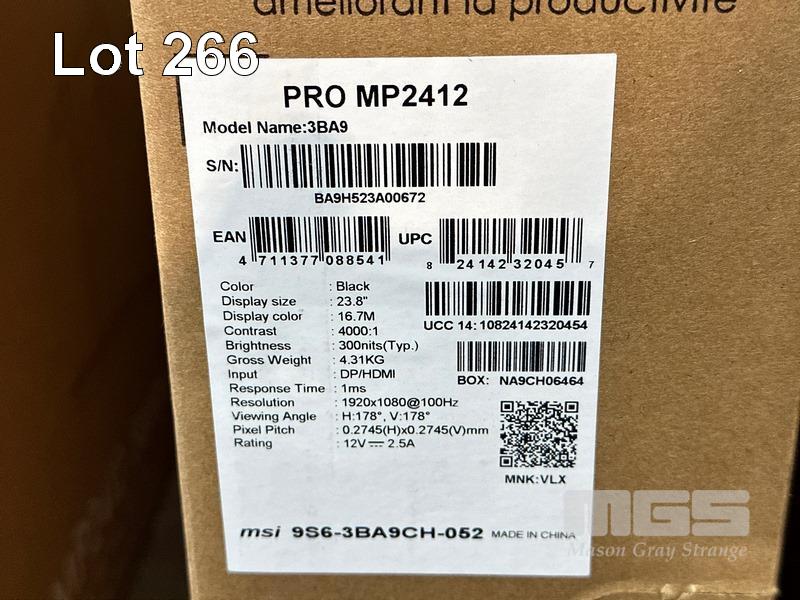 améliorant la productivité
Lot 266
PRO MP2412
Model Name:3BA9
S/N:
BA9H523A00672
EAN
4 711377 088541
UPC
8 24142 32045 7
Color : Black
Display size : 23.8"
Display color : 16.7M
Contrast : 4000:1
Brightness : 300nits(Typ.)
Gross Weight : 4.31KG
Input : DP/HDMI
Response Time : 1ms
Resolution : 1920x1080@100Hz
Viewing Angle : H:178°, V:178°
Pixel Pitch : 0.2745(H)x0.2745(V)mm
Rating : 12V⎓2.5A
UCC 14:10824142320454
BOX: NA9CH06464
MNK:VLX
msi 9S6-3BA9CH-052 MADE IN CHINA
MGS
Mason Gray Strange